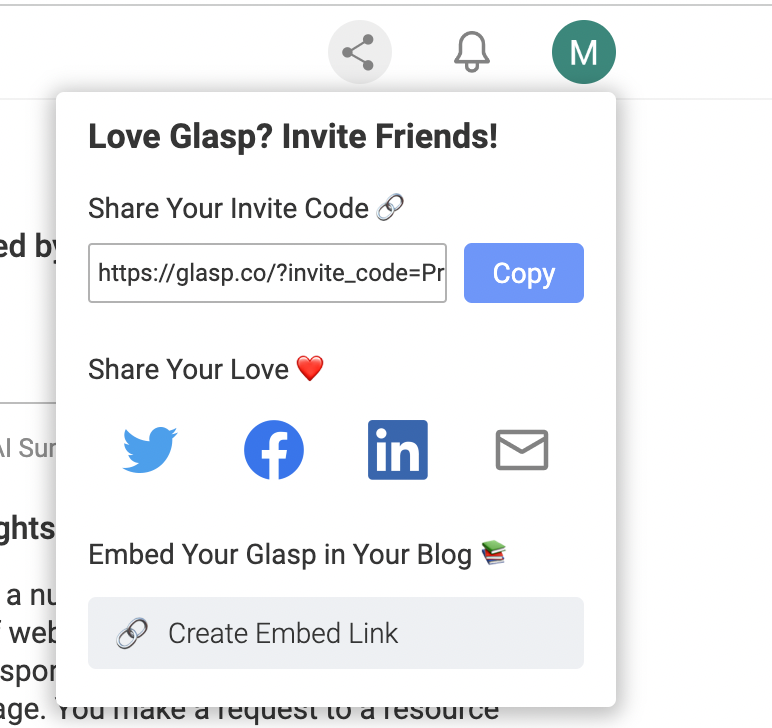 M
Love Glasp? Invite Friends!
Share Your Invite Code 🔗
ed by
https://glasp.co/?invite_code=Pr
Copy
Share Your Love ❤️
AI Sur
in
ghts
Embed Your Glasp in Your Blog 📚
a nu
🔗 Create Embed Link
web
spon
age. You make a request to a resource